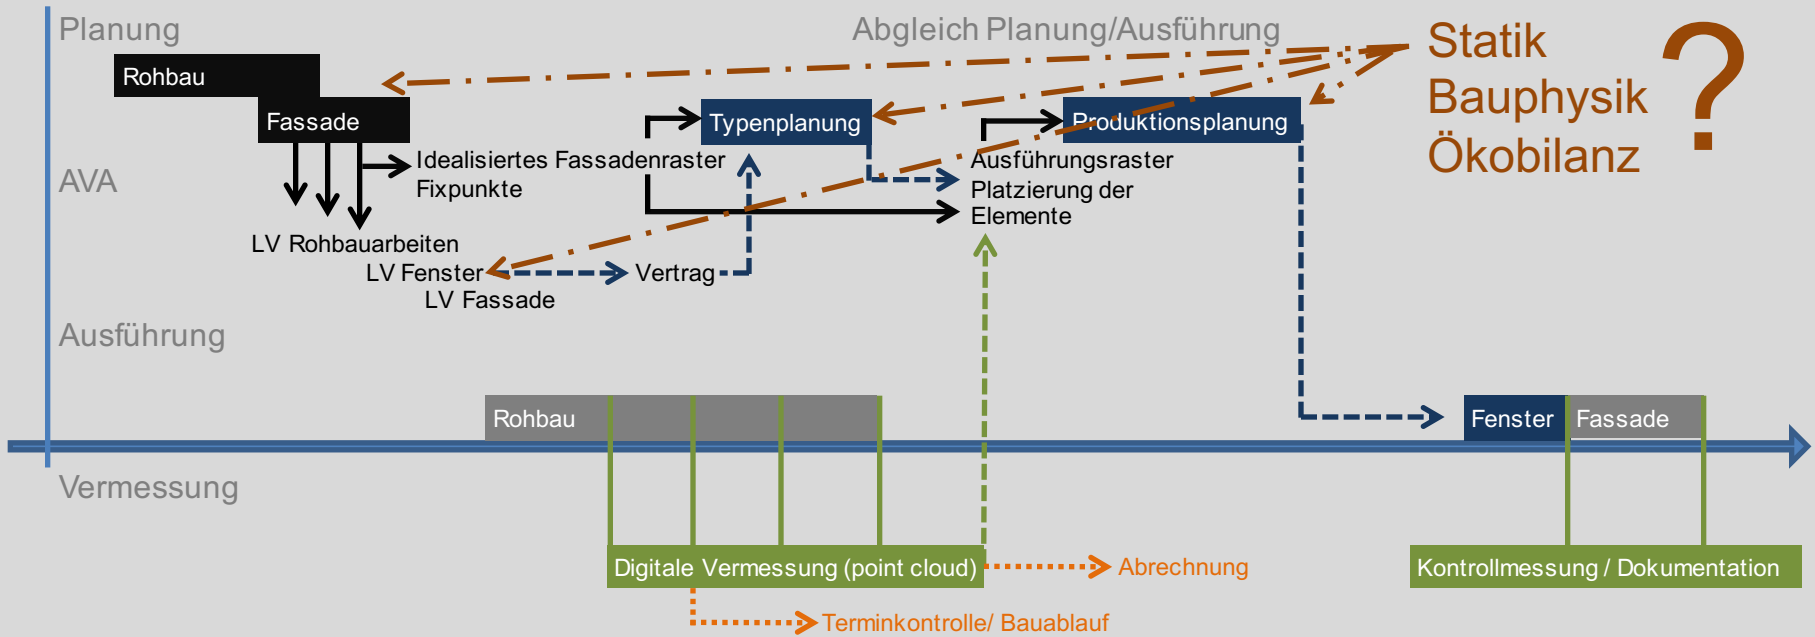 Planung
Abgleich Planung/Ausführung
Statik
Bauphysik
Ökobilanz
?
Rohbau
Fassade
Typenplanung
Produktionsplanung
AVA
Idealisiertes Fassadenraster
Fixpunkte
Ausführungsraster
Platzierung der
Elemente
LV Rohbauarbeiten
LV Fenster
Vertrag
LV Fassade
Ausführung
Rohbau
Fenster
Fassade
Vermessung
Digitale Vermessung (point cloud)
Abrechnung
Kontrollmessung / Dokumentation
Terminkontrolle/ Bauablauf